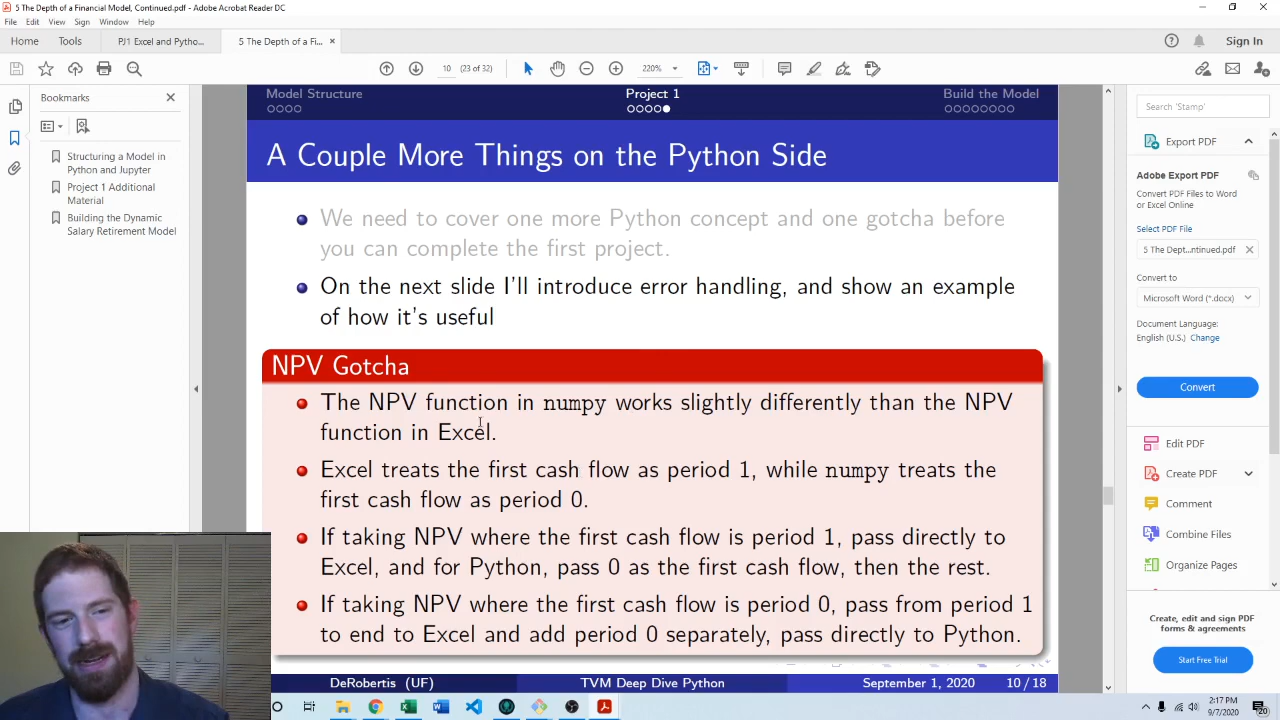 5 The Depth of a Financial Model, Continued.pdf - Adobe Acrobat Reader DC
File Edit View Sign Window Help
Home Tools PJ1 Excel and Pytho... 5 The Depth of a Fi... × Sign In
10 (23 of 32) 220%
Bookmarks
Structuring a Model in
Python and Jupyter
Project 1 Additional
Material
Building the Dynamic
Salary Retirement Model
Model Structure Project 1 Build the Model
A Couple More Things on the Python Side
We need to cover one more Python concept and one gotcha before
you can complete the first project.
On the next slide I'll introduce error handling, and show an example
of how it's useful
NPV Gotcha
The NPV function in numpy works slightly differently than the NPV
function in Excel.
Excel treats the first cash flow as period 1, while numpy treats the
first cash flow as period 0.
If taking NPV where the first cash flow is period 1, pass directly to
Excel, and for Python, pass 0 as the first cash flow, then the rest.
If taking NPV where the first cash flow is period 0, pass from period 1
to end to Excel and add period 0 separately, pass directly to Python.
DeRobertis (UF) TVM Deep Dive Python September 1, 2020 10 / 18
Search 'Stamp'
Export PDF
Adobe Export PDF
Convert PDF Files to Word
or Excel Online
Select PDF File
5 The Dept...ntinued.pdf ×
Convert to
Microsoft Word (*.docx)
Document Language:
English (U.S.) Change
Convert
Edit PDF
Create PDF
Comment
Combine Files
Organize Pages
Create, edit and sign PDF
forms & agreements
Start Free Trial
2:17 PM
9/7/2020
20